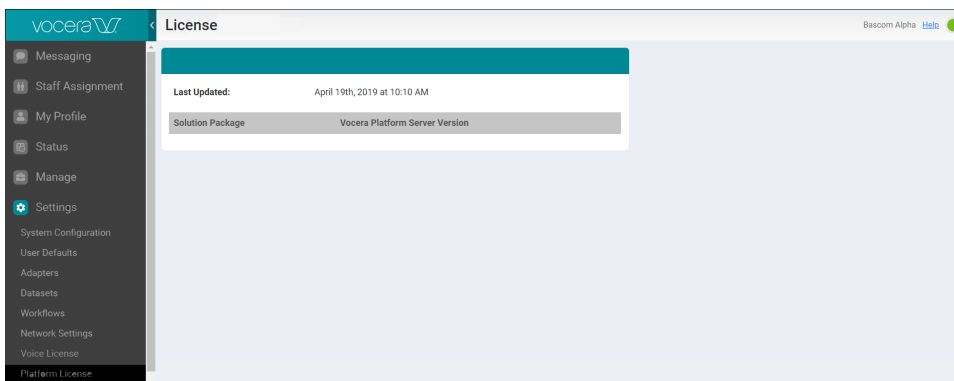 vocera
License
Bascom Alpha Help
Messaging
Staff Assignment
My Profile
Status
Manage
Settings
System Configuration
User Defaults
Adapters
Datasets
Workflows
Network Settings
Voice License
Platform License
Last Updated: April 19th, 2019 at 10:10 AM
Solution Package Vocera Platform Server Version